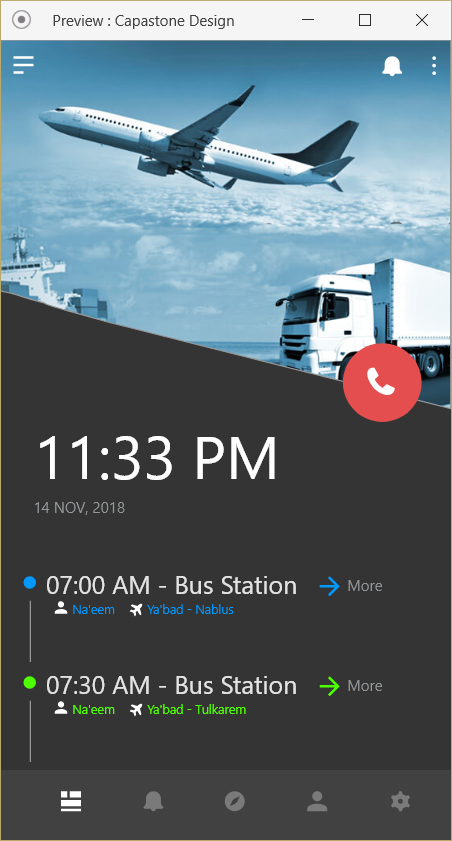 Preview : Capastone Design
11:33 PM
14 NOV, 2018
07:00 AM - Bus Station More
Na'eem Ya'bad - Nablus
07:30 AM - Bus Station More
Na'eem Ya'bad - Tulkarem